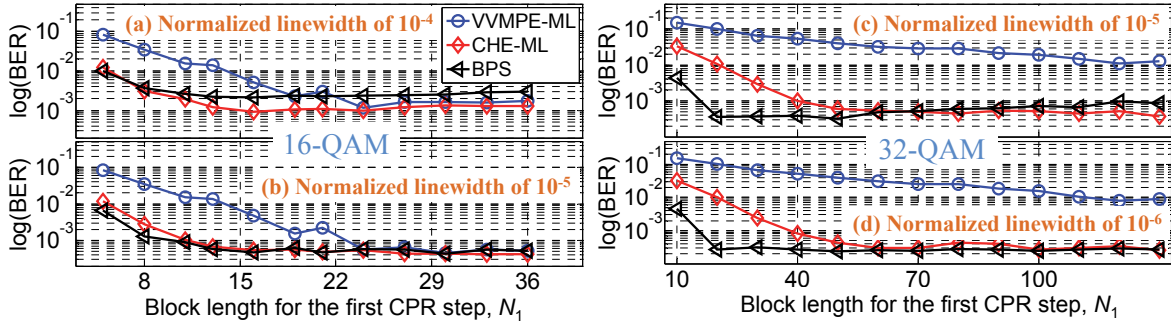 (a) Normalized linewidth of 10-4
VVMPE-ML
CHE-ML
BPS
log(BER)
10-1
10-2
10-3
16-QAM
(b) Normalized linewidth of 10-5
log(BER)
10-1
10-2
10-3
8 15 22 29 36
Block length for the first CPR step, N1
(c) Normalized linewidth of 10-5
log(BER)
10-1
10-2
10-3
32-QAM
(d) Normalized linewidth of 10-6
log(BER)
10-1
10-2
10-3
10 40 70 100
Block length for the first CPR step, N1